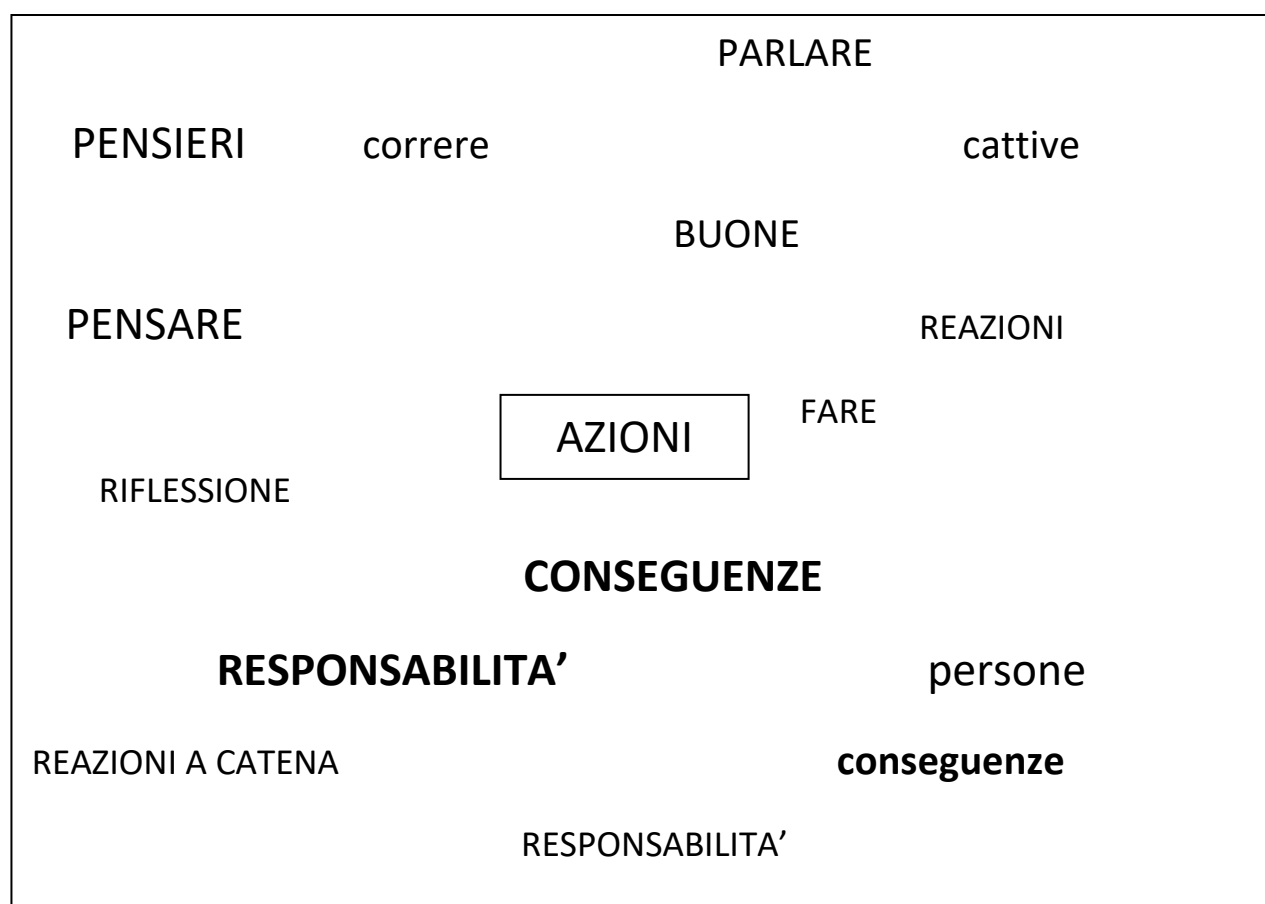 PARLARE
PENSIERI correre cattive
BUONE
PENSARE REAZIONI
FARE
AZIONI
RIFLESSIONE
CONSEGUENZE
RESPONSABILITA’ persone
REAZIONI A CATENA conseguenze
RESPONSABILITA’